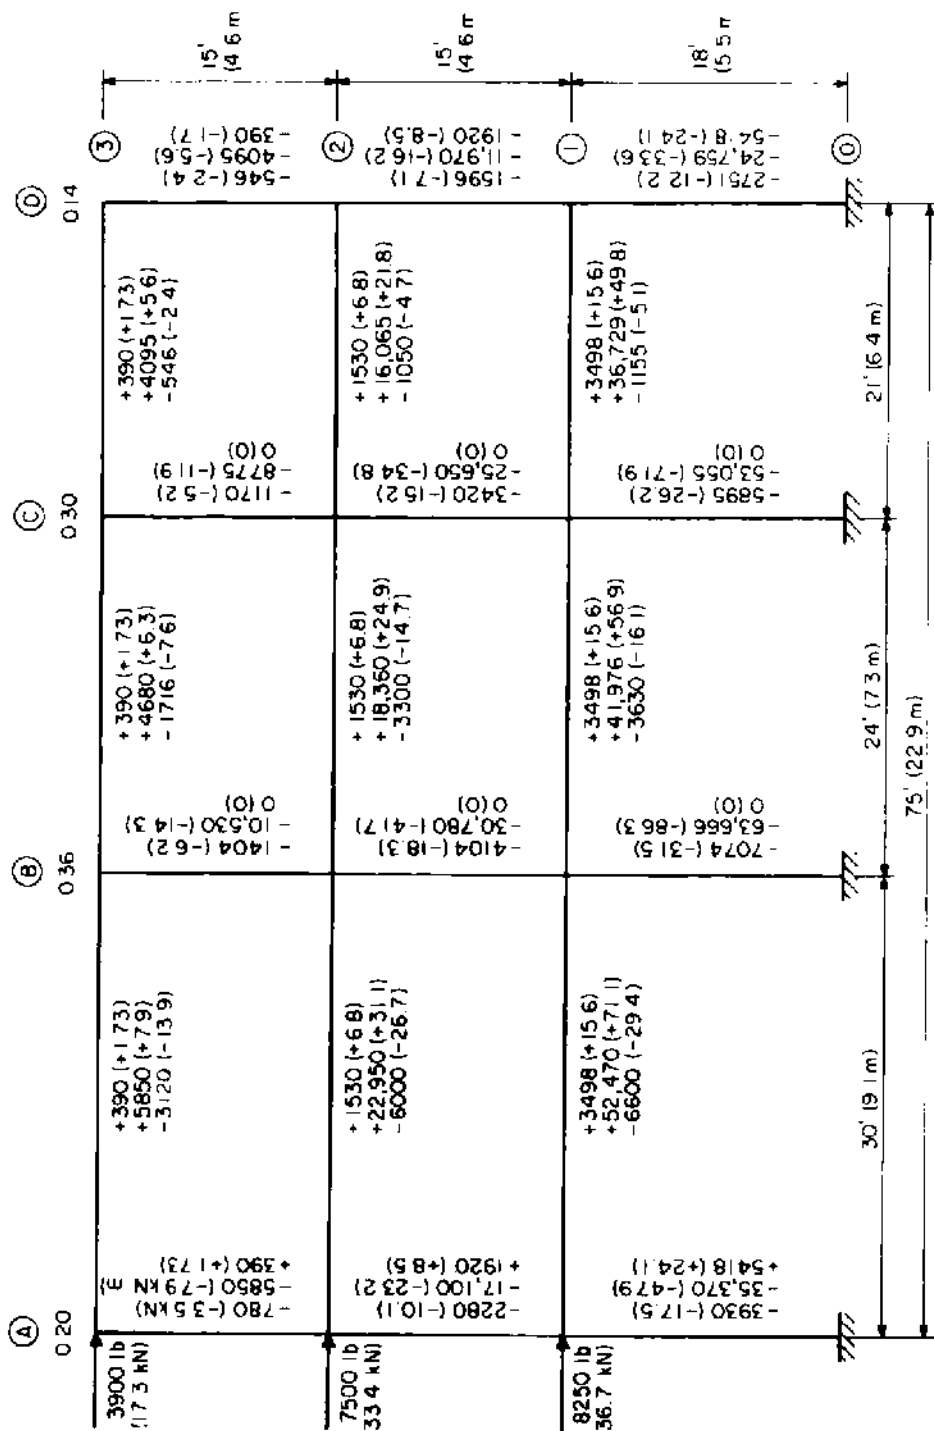 Ⓐ Ⓑ Ⓒ Ⓓ
0 20 0 36 0 30 0 14
3900 lb
(17 3 kN)
- 780 (-3.5 kN)
- 5850 (-79 kN m)
+ 390 (+1 73)
+390 (+1 73)
+5850 (+7 9)
-3120 (-13 9)
- 1404 (-6 2)
- 10,530 (-14 3)
0 (0)
+390 (+1 73)
+4680 (+6.3)
-1716 (-7 6)
- 1170 (-5 2)
- 8775 (-11 9)
0 (0)
+390 (+1 73)
+4095 (+5 6)
-546 (-2 4)
-546 (-2 4)
- 4095 (-5.6)
- 390 (-1 7)
③
15'
(4 6 m
7500 lb
33 4 kN)
- 2280 (-10.1)
-17,100 (-23 2)
+ 1920 (+8 5)
+ 1530 (+6 8)
+ 22,950 (+31.1)
-6000 (-26.7)
-4104 (-18.3)
-30,780 (-41 7)
0 (0)
+ 1530 (+6.8)
+ 18,360 (+24.9)
-3300 (-14.7)
-3420 (-15 2)
-25,650 (-34 8)
0 (0)
+ 1530 (+6 8)
+ 16,065 (+21.8)
-1050 (-4.7)
- 1596 (-7 1)
- 11,970 (-16 2)
- 1920 (-8.5)
②
15'
(4 6 m
8250 lb
36.7 kN)
- 3930 (-17.5)
- 35,370 (-47 9)
+ 5418 (+24.1)
+3498 (+15 6)
+52,470 (+71.1)
-6600 (-29.4)
- 7074 (-31 5)
-63,666 (-86 3)
0 (0)
+3498 (+15 6)
+41,976 (+56 9)
-3630 (-16 1)
- 5895 (-26.2)
-53,055 (-71 9)
0 (0)
+3498 (+15 6)
+ 36,729 (+49 8)
-1155 (-5 1)
-2751 (-12 2)
-24,759 (-33 6)
-5418 (-24 1)
①
18'
(5 5 m
⓪
30' (9 1 m)
24' (7 3 m)
21' (6.4 m)
75' (22 9 m)